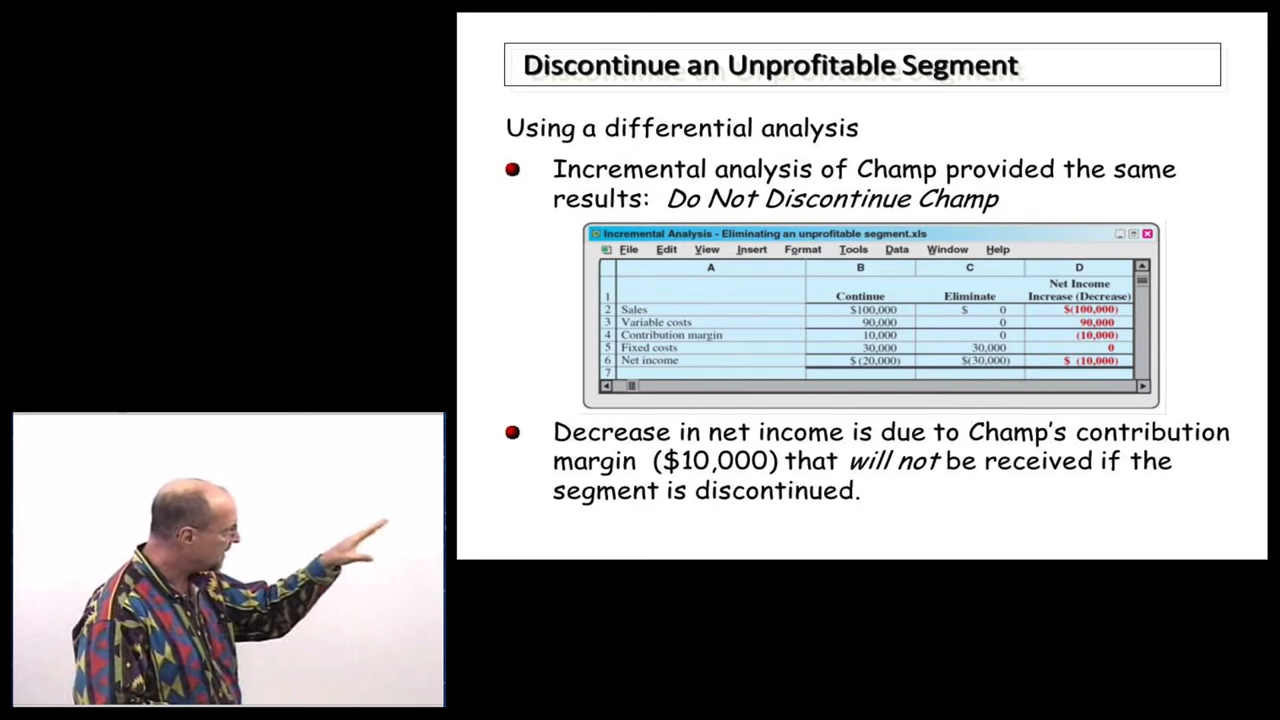 Discontinue an Unprofitable Segment
Using a differential analysis
Incremental analysis of Champ provided the same
results: Do Not Discontinue Champ
Incremental Analysis - Eliminating an unprofitable segment.xls
File Edit View Insert Format Tools Data Window Help
A B C D
Net Income
1 Continue Eliminate Increase (Decrease)
2 Sales $100,000 $ 0 $(100,000)
3 Variable costs 90,000 0 90,000
4 Contribution margin 10,000 0 (10,000)
5 Fixed costs 30,000 30,000 0
6 Net income $ (20,000) $(30,000) $ (10,000)
7
Decrease in net income is due to Champ's contribution
margin ($10,000) that will not be received if the
segment is discontinued.